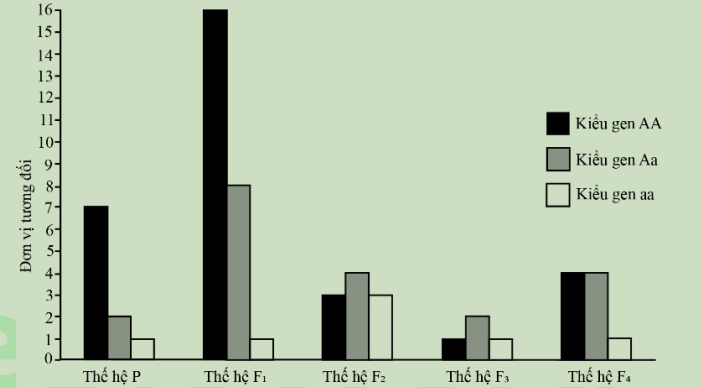 Đơn vị tương đối
16
15
14
13
12
11
10
9
8
7
6
5
4
3
2
1
0
Kiểu gen AA
Kiểu gen Aa
Kiểu gen aa
Thế hệ P
Thế hệ F₁
Thế hệ F₂
Thế hệ F₃
Thế hệ F₄